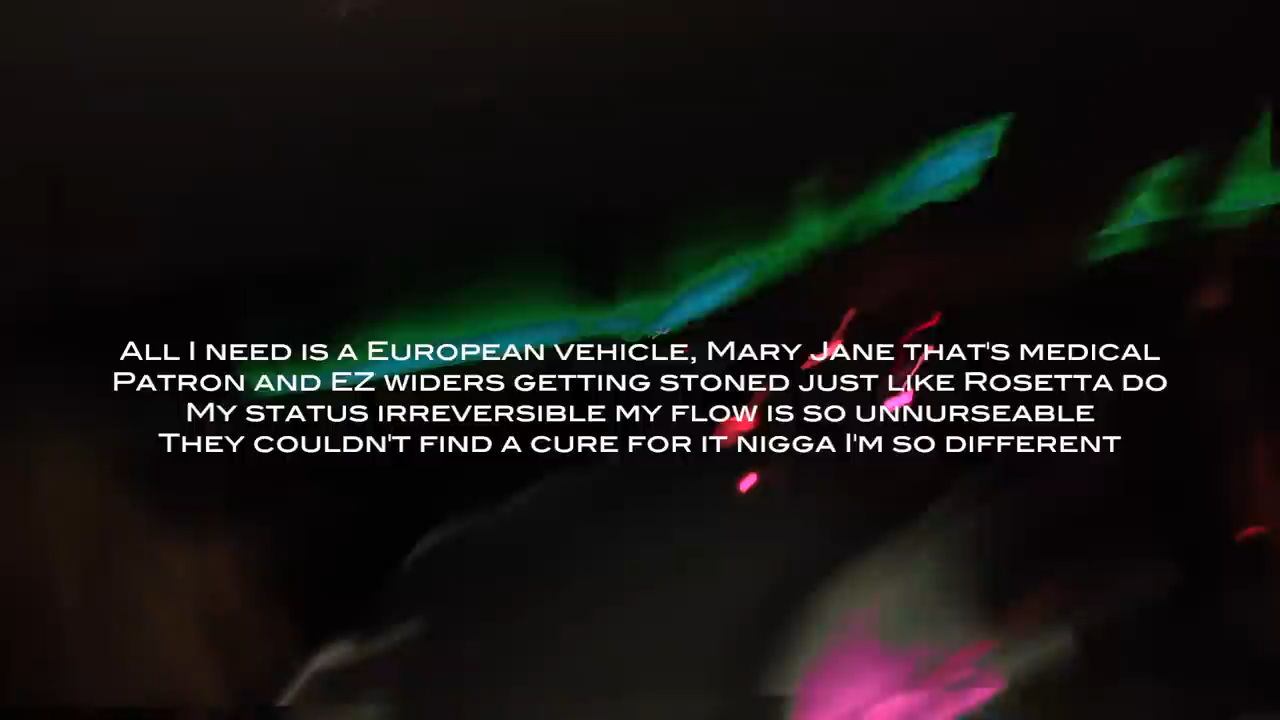 All I need is a European vehicle, Mary Jane that's medical
Patron and EZ widers getting stoned just like Rosetta do
My status irreversible my flow is so unnurseable
They couldn't find a cure for it nigga I'm so different